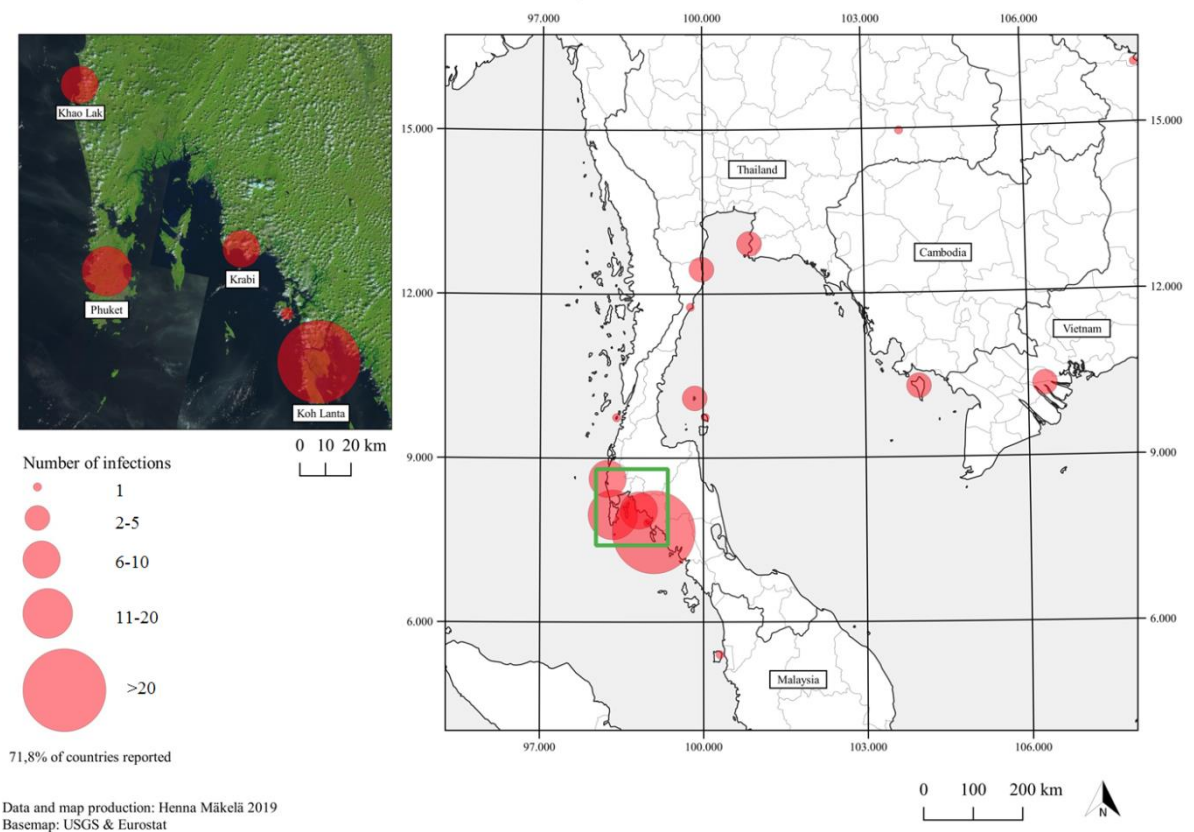 97.000 100.000 103.000 106.000
Khao Lak
Phuket
Krabi
Koh Lanta
0 10 20 km
Number of infections
1
2-5
6-10
11-20
>20
71,8% of countries reported
Data and map production: Henna Mäkelä 2019
Basemap: USGS & Eurostat
15.000 15.000
Thailand
Cambodia
12.000 12.000
Vietnam
9.000 9.000
6.000 6.000
Malaysia
97.000 100.000 103.000 106.000
0 100 200 km
N